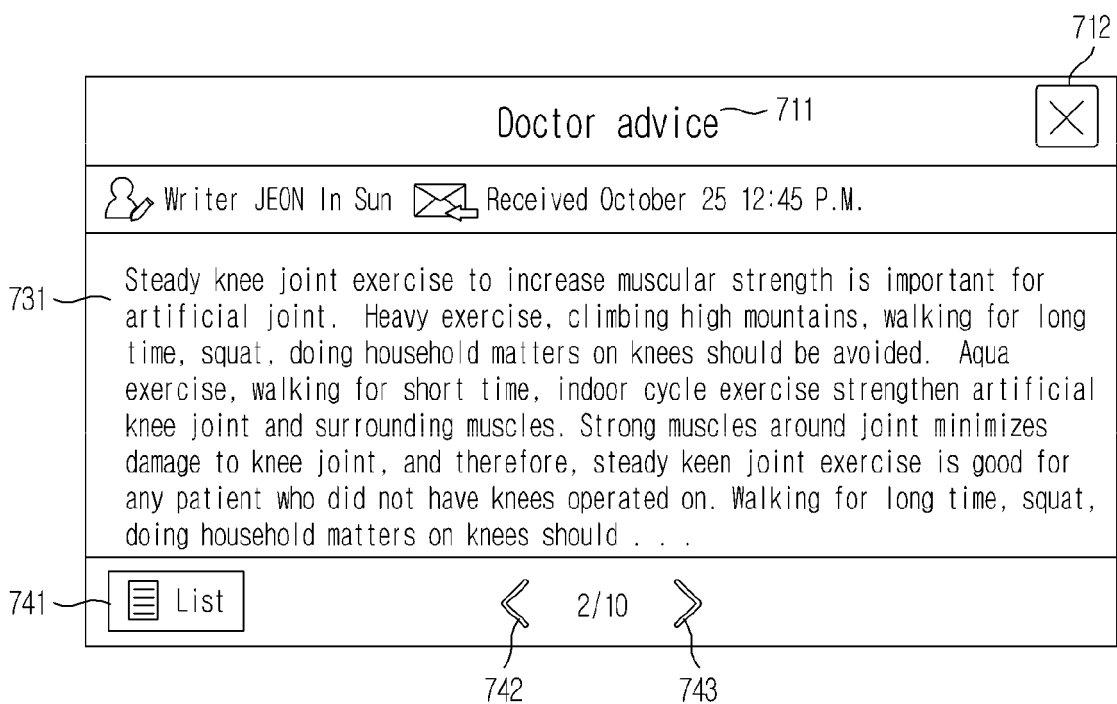 712
Doctor advice 711
Writer JEON In Sun Received October 25 12:45 P.M.
731
Steady knee joint exercise to increase muscular strength is important for
artificial joint. Heavy exercise, climbing high mountains, walking for long
time, squat, doing household matters on knees should be avoided. Aqua
exercise, walking for short time, indoor cycle exercise strengthen artificial
knee joint and surrounding muscles. Strong muscles around joint minimizes
damage to knee joint, and therefore, steady keen joint exercise is good for
any patient who did not have knees operated on. Walking for long time, squat,
doing household matters on knees should . . .
741 List 2/10
742 743